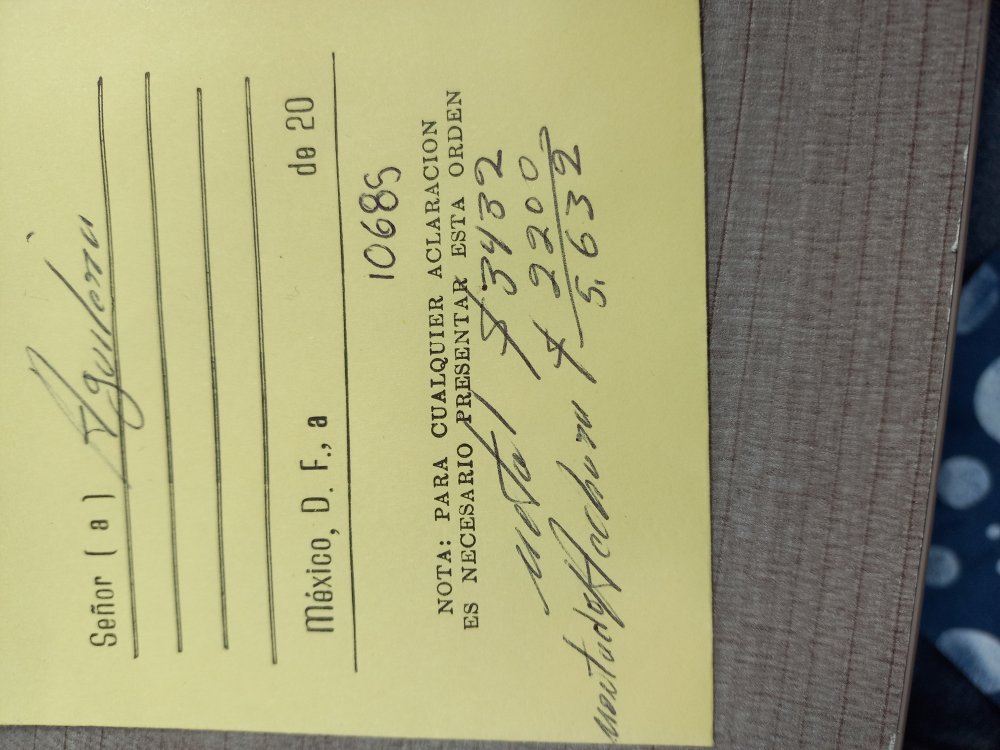 Señor ( a ) Aguilera
México, D. F., a de 20
10685
NOTA: PARA CUALQUIER ACLARACION
ES NECESARIO PRESENTAR ESTA ORDEN
$ 3432
$ 2200
$ 5.632